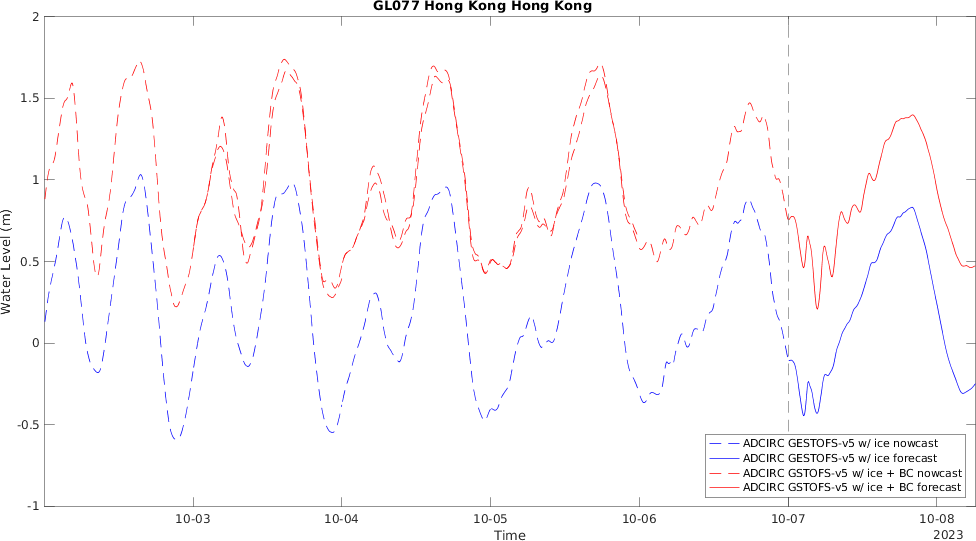 GL077 Hong Kong Hong Kong
2
1.5
1
0.5
0
-0.5
-1
Water Level (m)
ADCIRC GESTOFS-v5 w/ ice nowcast
ADCIRC GESTOFS-v5 w/ ice forecast
ADCIRC GSTOFS-v5 w/ ice + BC nowcast
ADCIRC GSTOFS-v5 w/ ice + BC forecast
10-03 10-04 10-05 10-06 10-07 10-08
Time
2023